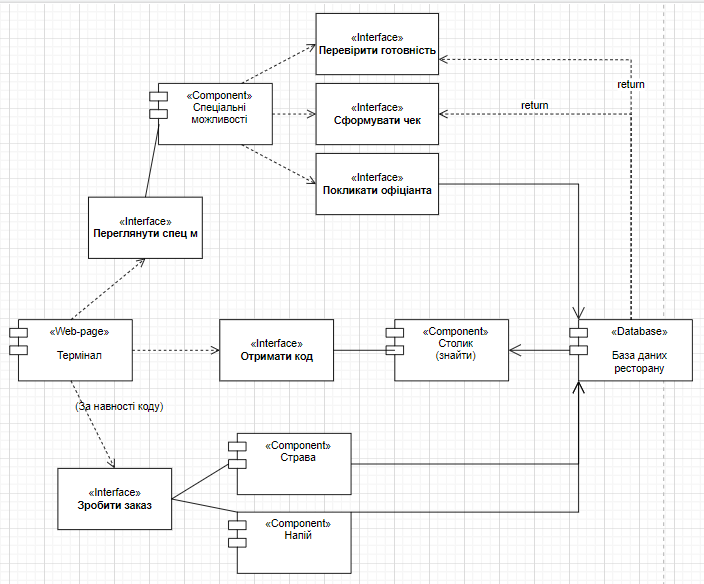 «Interface»
Перевірити готовність
return
«Component»
Спеціальні
можливості
«Interface»
Сформувати чек
return
«Interface»
Покликати офіціанта
«Interface»
Переглянути спец м
«Web-page»
Термінал
«Interface»
Отримати код
«Component»
Столик
(знайти)
«Database»
База даних
ресторану
(За навності коду)
«Component»
Страва
«Interface»
Зробити заказ
«Component»
Напій